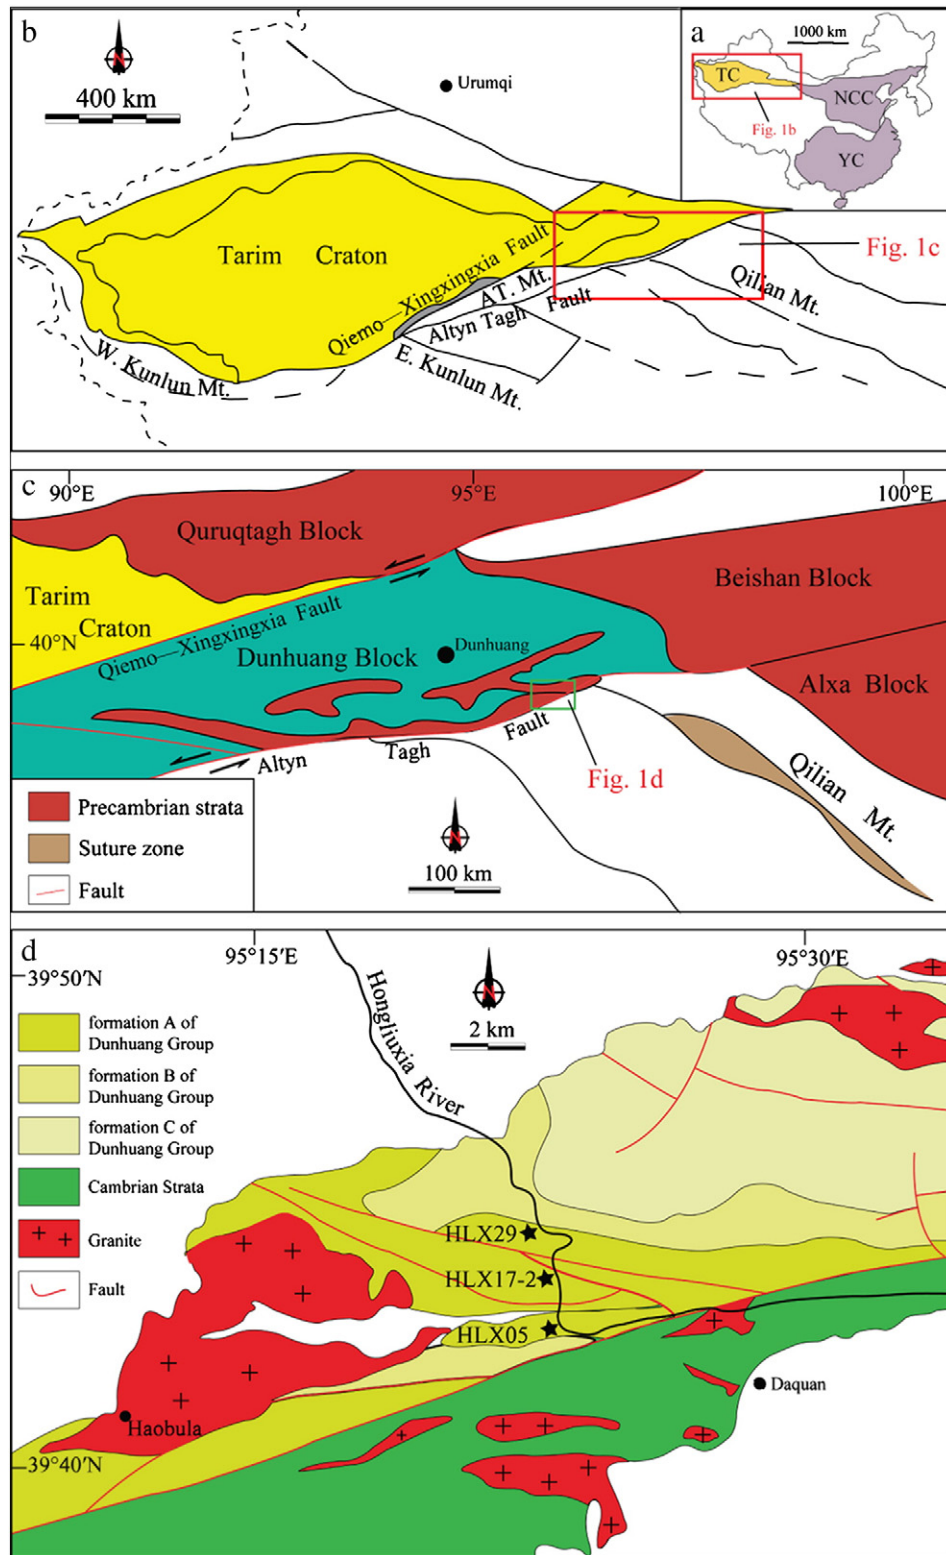 b
N
400 km
Urumqi
a
1000 km
TC
NCC
Fig. 1b
YC
Tarim Craton
Qiemo—Xingxingxia Fault
AT. Mt.
Altyn Tagh Fault
Fig. 1c
Qilian Mt.
W. Kunlun Mt.
E. Kunlun Mt.
c
90°E
95°E
100°E
Quruqtagh Block
Beishan Block
Tarim
Craton
40°N
Qiemo—Xingxingxia Fault
Dunhuang Block
Dunhuang
Alxa Block
Altyn Tagh Fault
Fig. 1d
Qilian Mt.
Precambrian strata
Suture zone
Fault
N
100 km
d
95°15′E
95°30′E
39°50′N
Hongliuxia River
N
2 km
formation A of
Dunhuang Group
formation B of
Dunhuang Group
formation C of
Dunhuang Group
Cambrian Strata
Granite
Fault
HLX29
HLX17-2
HLX05
Daquan
Haobula
39°40′N